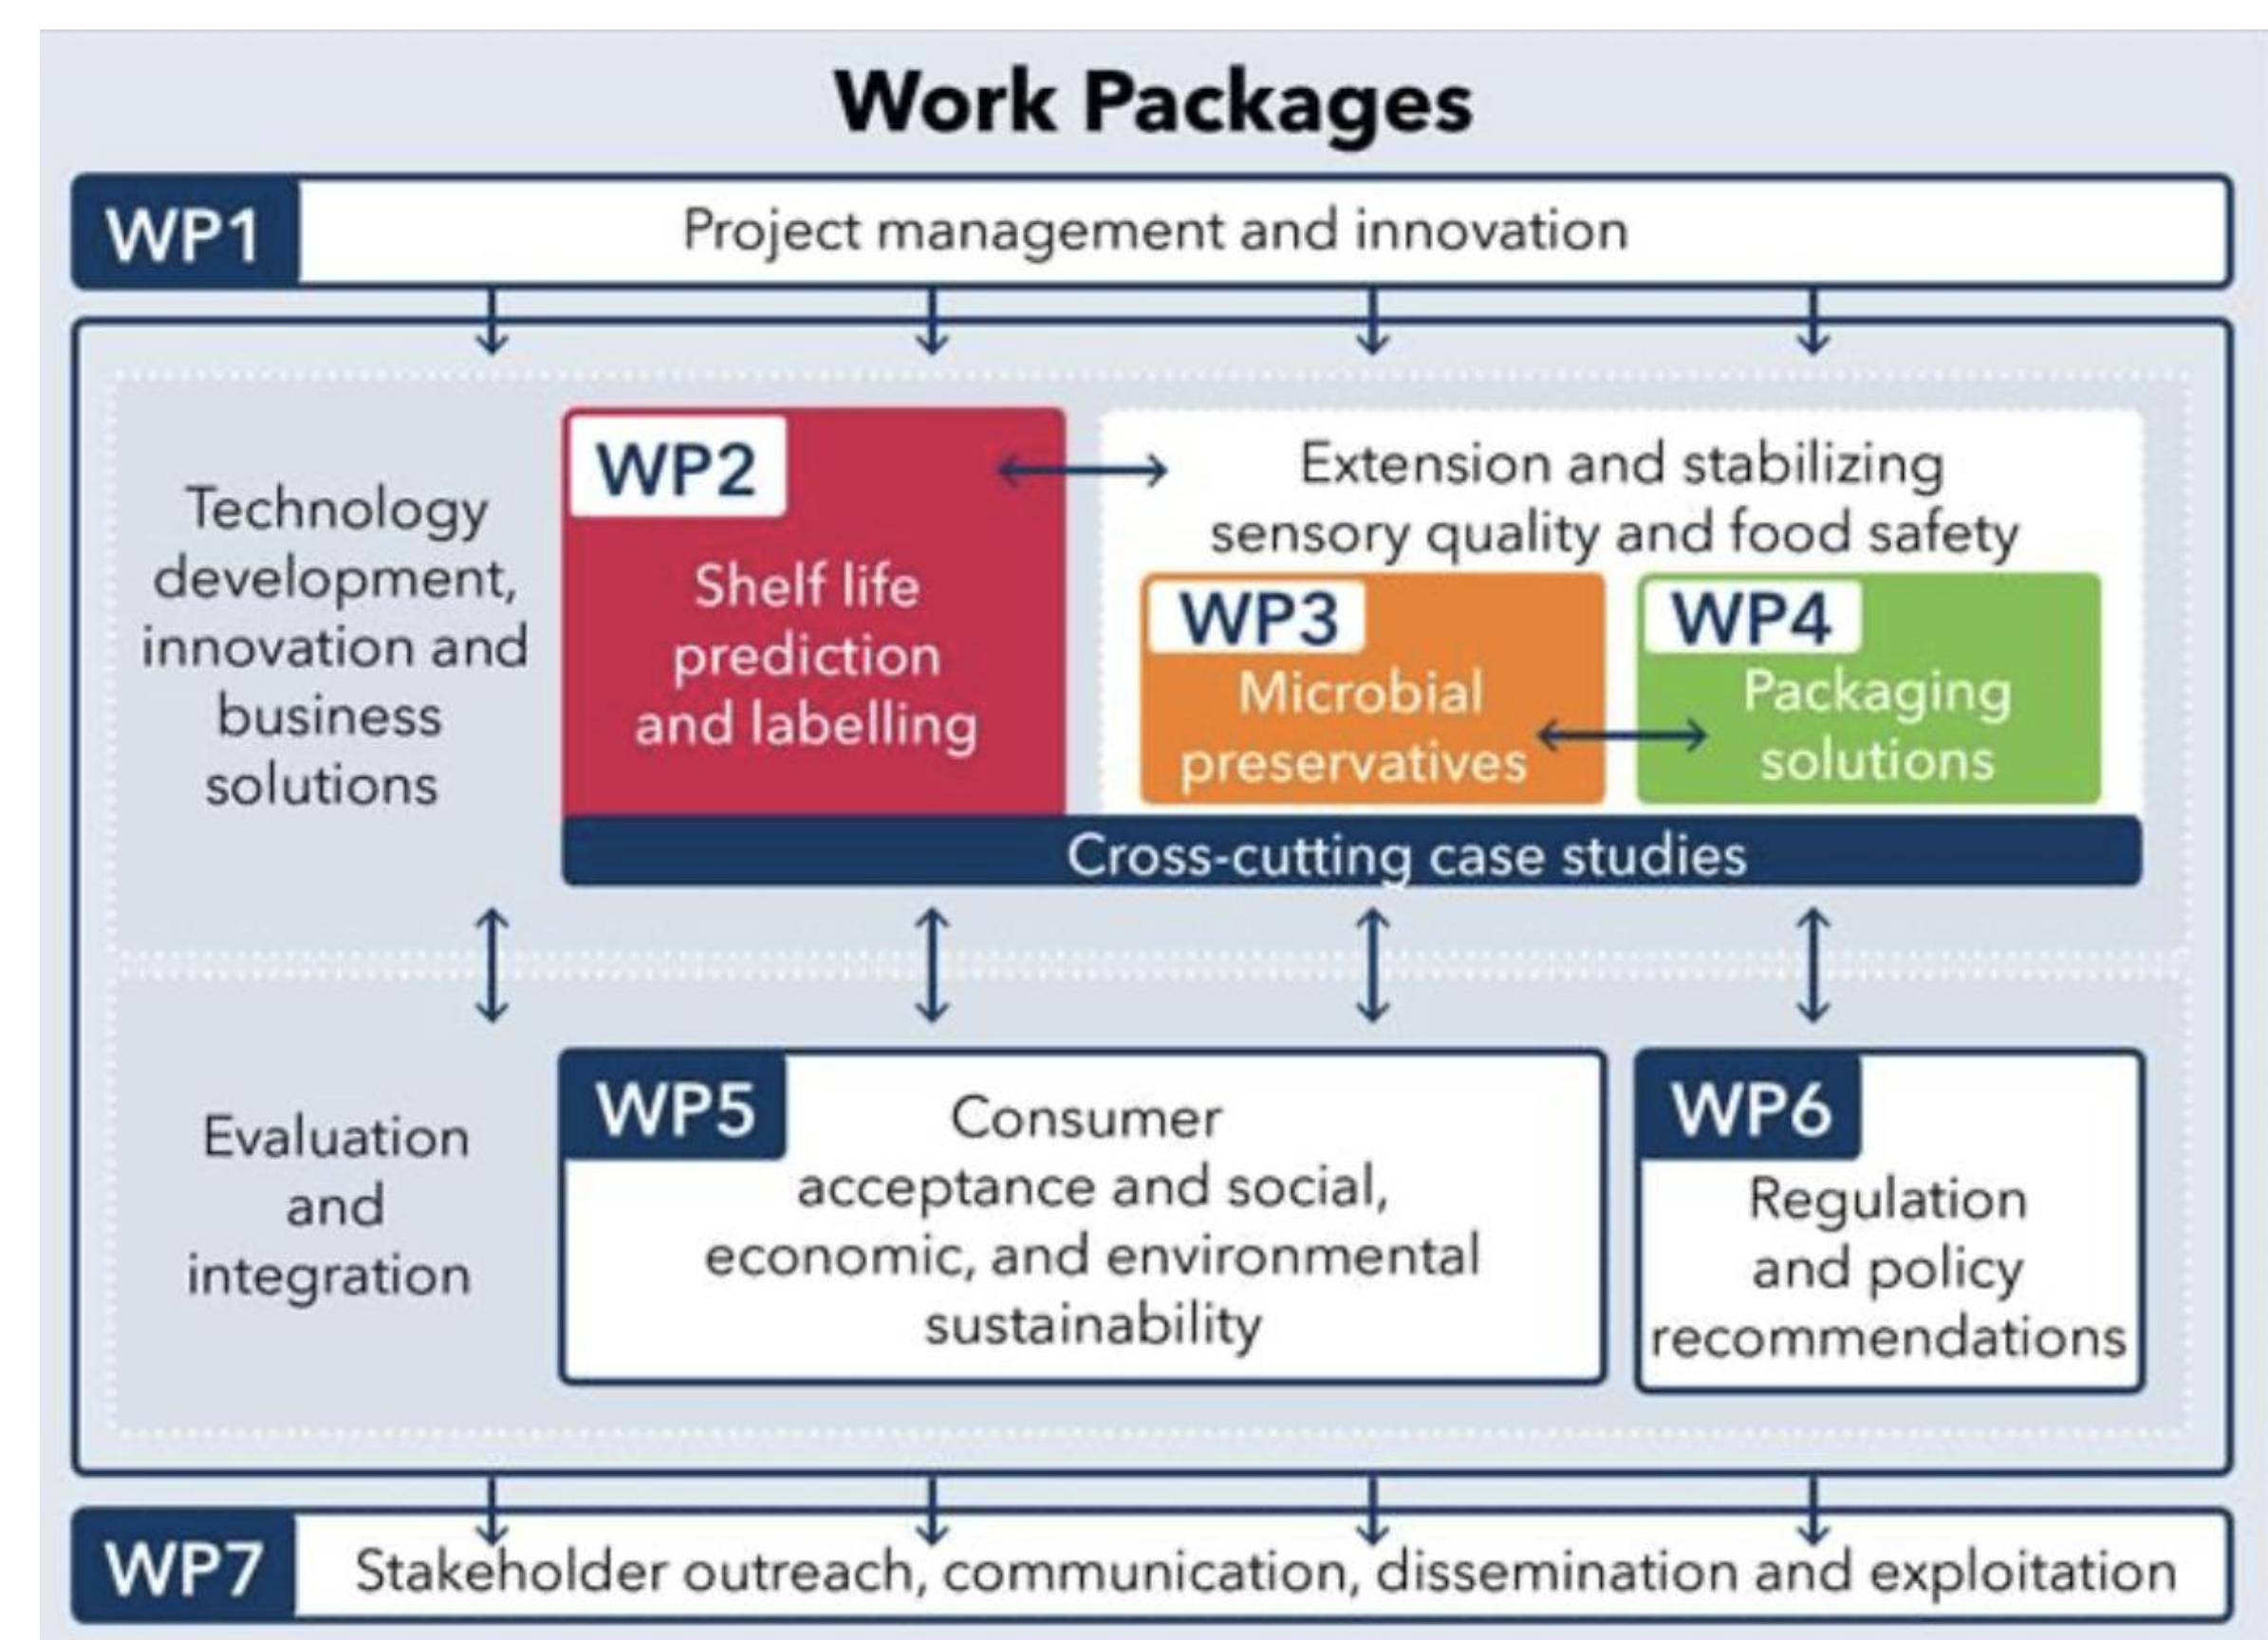 Work Packages
WP1
Project management and innovation
Technology
development,
innovation and
business
solutions
WP2
Shelf life
prediction
and labelling
Extension and stabilizing
sensory quality and food safety
WP3
Microbial
preservatives
WP4
Packaging
solutions
Cross-cutting case studies
Evaluation
and
integration
WP5
Consumer
acceptance and social,
economic, and environmental
sustainability
WP6
Regulation
and policy
recommendations
WP7
Stakeholder outreach, communication, dissemination and exploitation